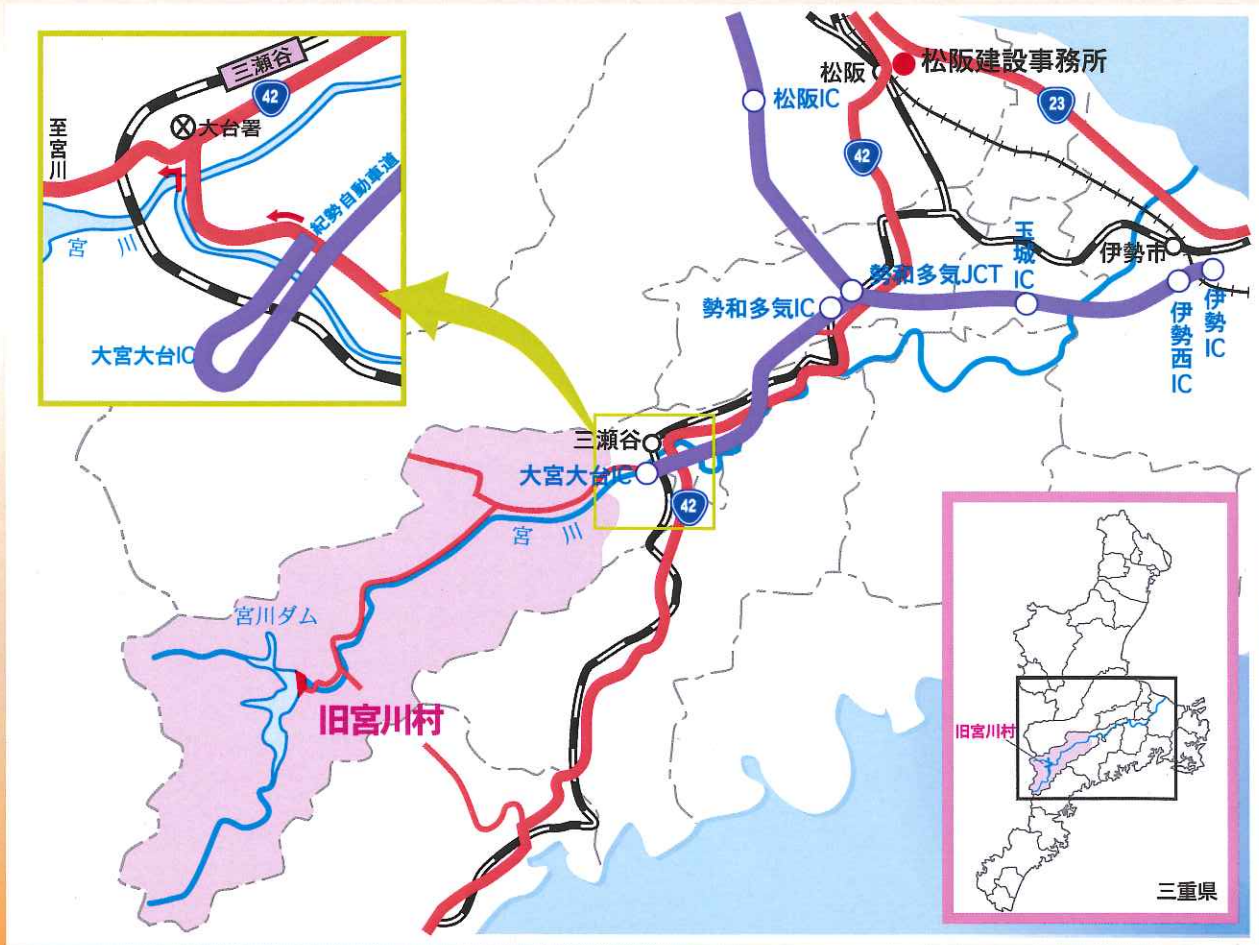 三瀬谷
42
大台署
至宮川
紀勢自動車道
宮川
大宮大台IC
松阪
松阪建設事務所
松阪IC
23
42
玉城IC
伊勢市
勢和多気JCT
勢和多気IC
伊勢西IC
伊勢IC
三瀬谷
大宮大台IC
42
宮川
宮川ダム
旧宮川村
旧宮川村
三重県